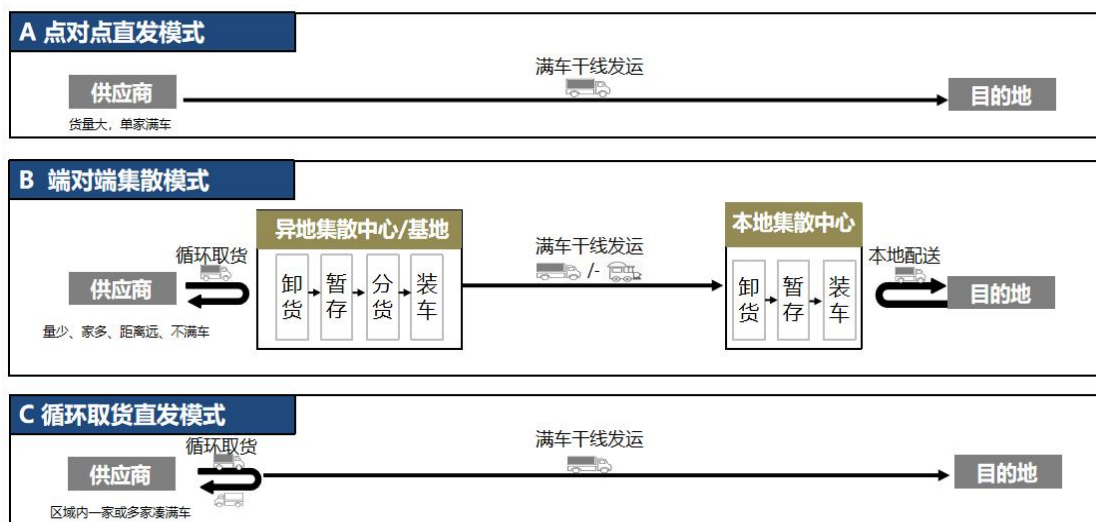 A 点对点直发模式
满车干线发运
供应商
目的地
货量大，单家满车
B 端对端集散模式
异地集散中心/基地
本地集散中心
循环取货
满车干线发运
本地配送
/-
供应商
卸货
暂存
分货
装车
卸货
暂存
装车
目的地
量少、家多、距离远、不满车
C 循环取货直发模式
循环取货
满车干线发运
供应商
目的地
区域内一家或多家凑满车